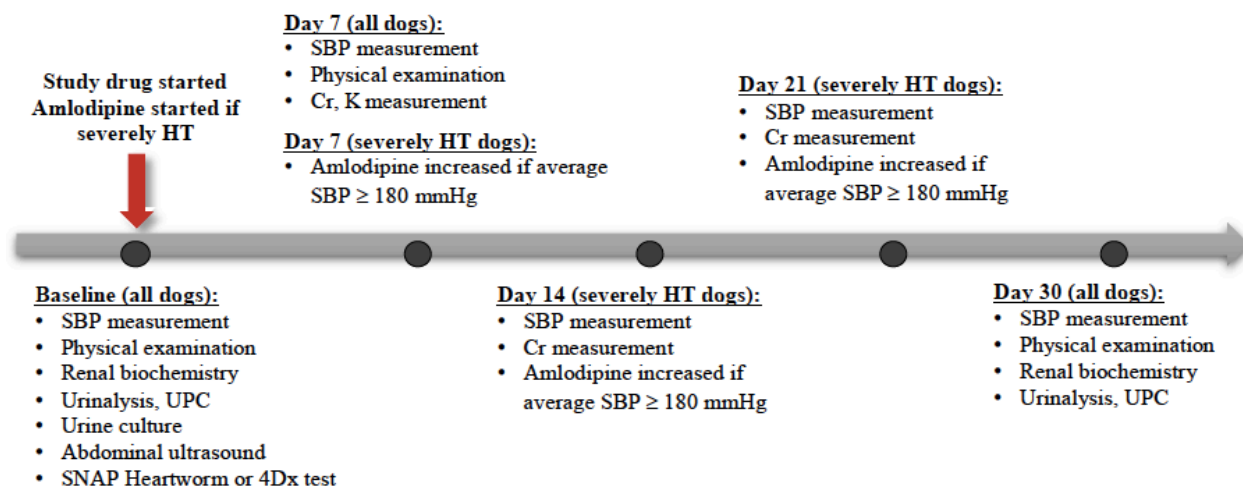 Study drug started
Amlodipine started if
severely HT
Day 7 (all dogs):
• SBP measurement
• Physical examination
• Cr, K measurement
Day 7 (severely HT dogs):
• Amlodipine increased if average
SBP ≥ 180 mmHg
Day 21 (severely HT dogs):
• SBP measurement
• Cr measurement
• Amlodipine increased if
average SBP ≥ 180 mmHg
Baseline (all dogs):
• SBP measurement
• Physical examination
• Renal biochemistry
• Urinalysis, UPC
• Urine culture
• Abdominal ultrasound
• SNAP Heartworm or 4Dx test
Day 14 (severely HT dogs):
• SBP measurement
• Cr measurement
• Amlodipine increased if
average SBP ≥ 180 mmHg
Day 30 (all dogs):
• SBP measurement
• Physical examination
• Renal biochemistry
• Urinalysis, UPC